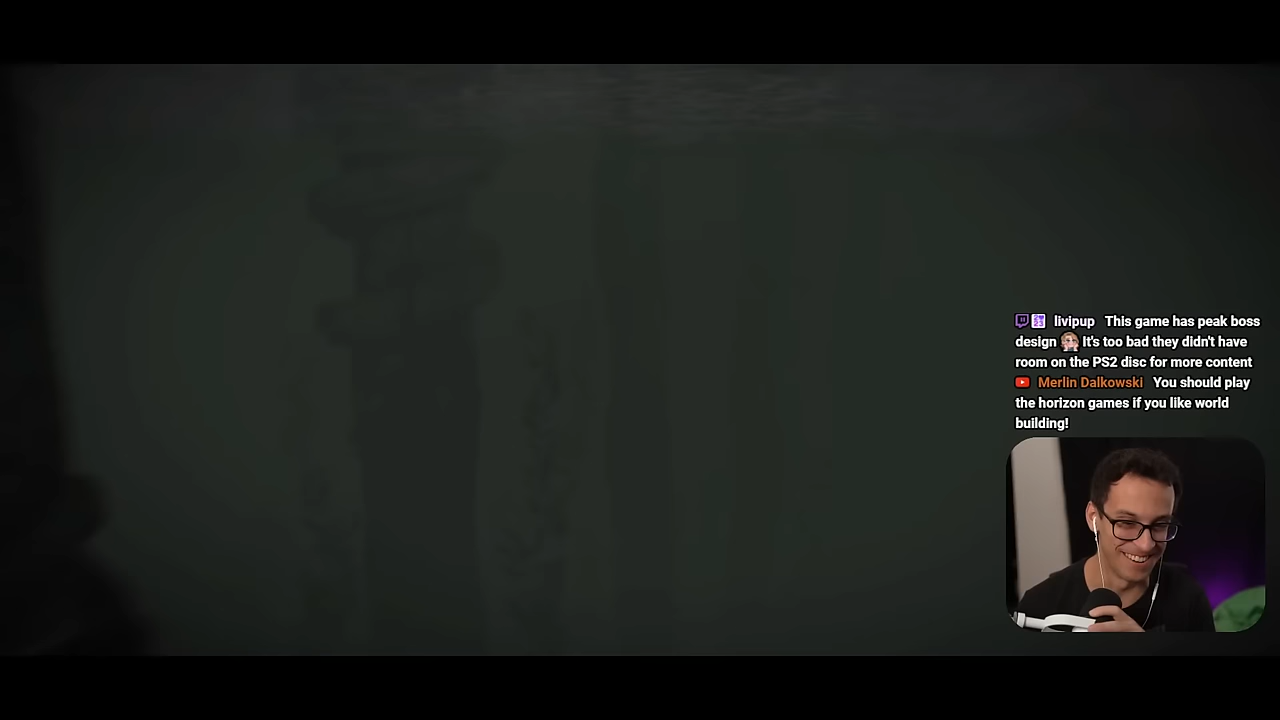 livipup This game has peak boss
design It's too bad they didn't have
room on the PS2 disc for more content
Merlin Dalkowski You should play
the horizon games if you like world
building!